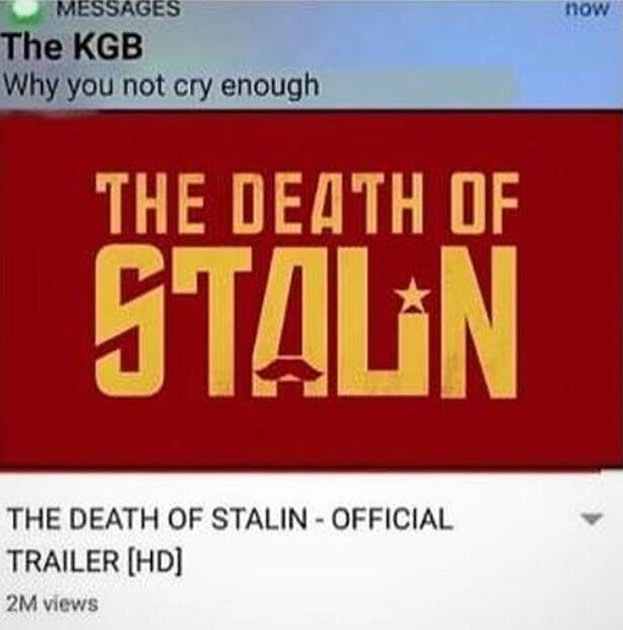 MESSAGES now
The KGB
Why you not cry enough
THE DEATH OF
STALIN
THE DEATH OF STALIN - OFFICIAL
TRAILER [HD]
2M views